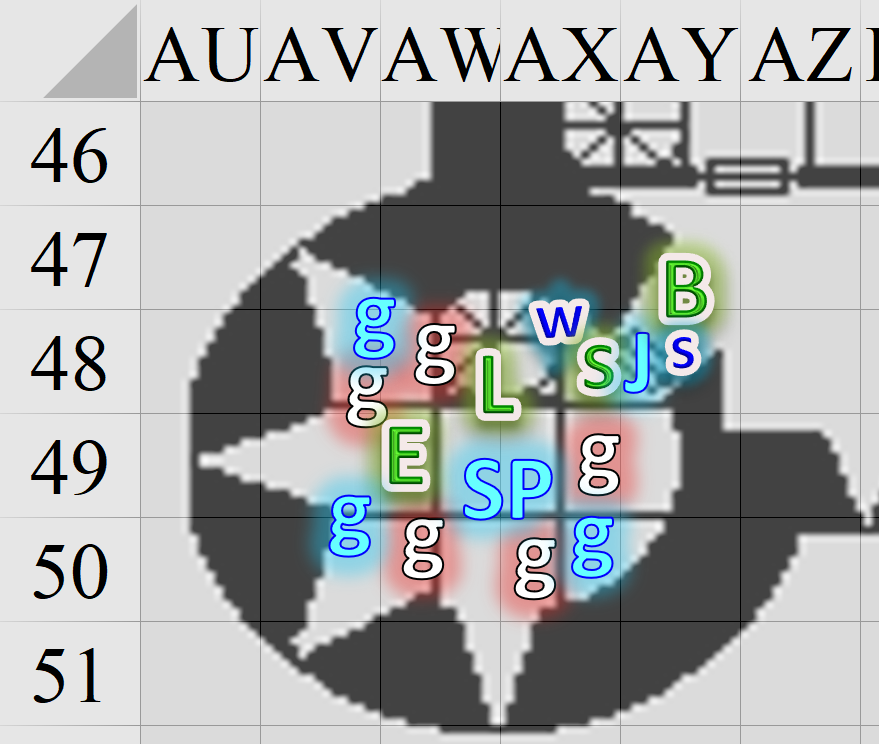 AU AV AW AX AY AZ
46
47 B
g w
48 g J s
g L S
49 E g
g SP
50 g g g
51